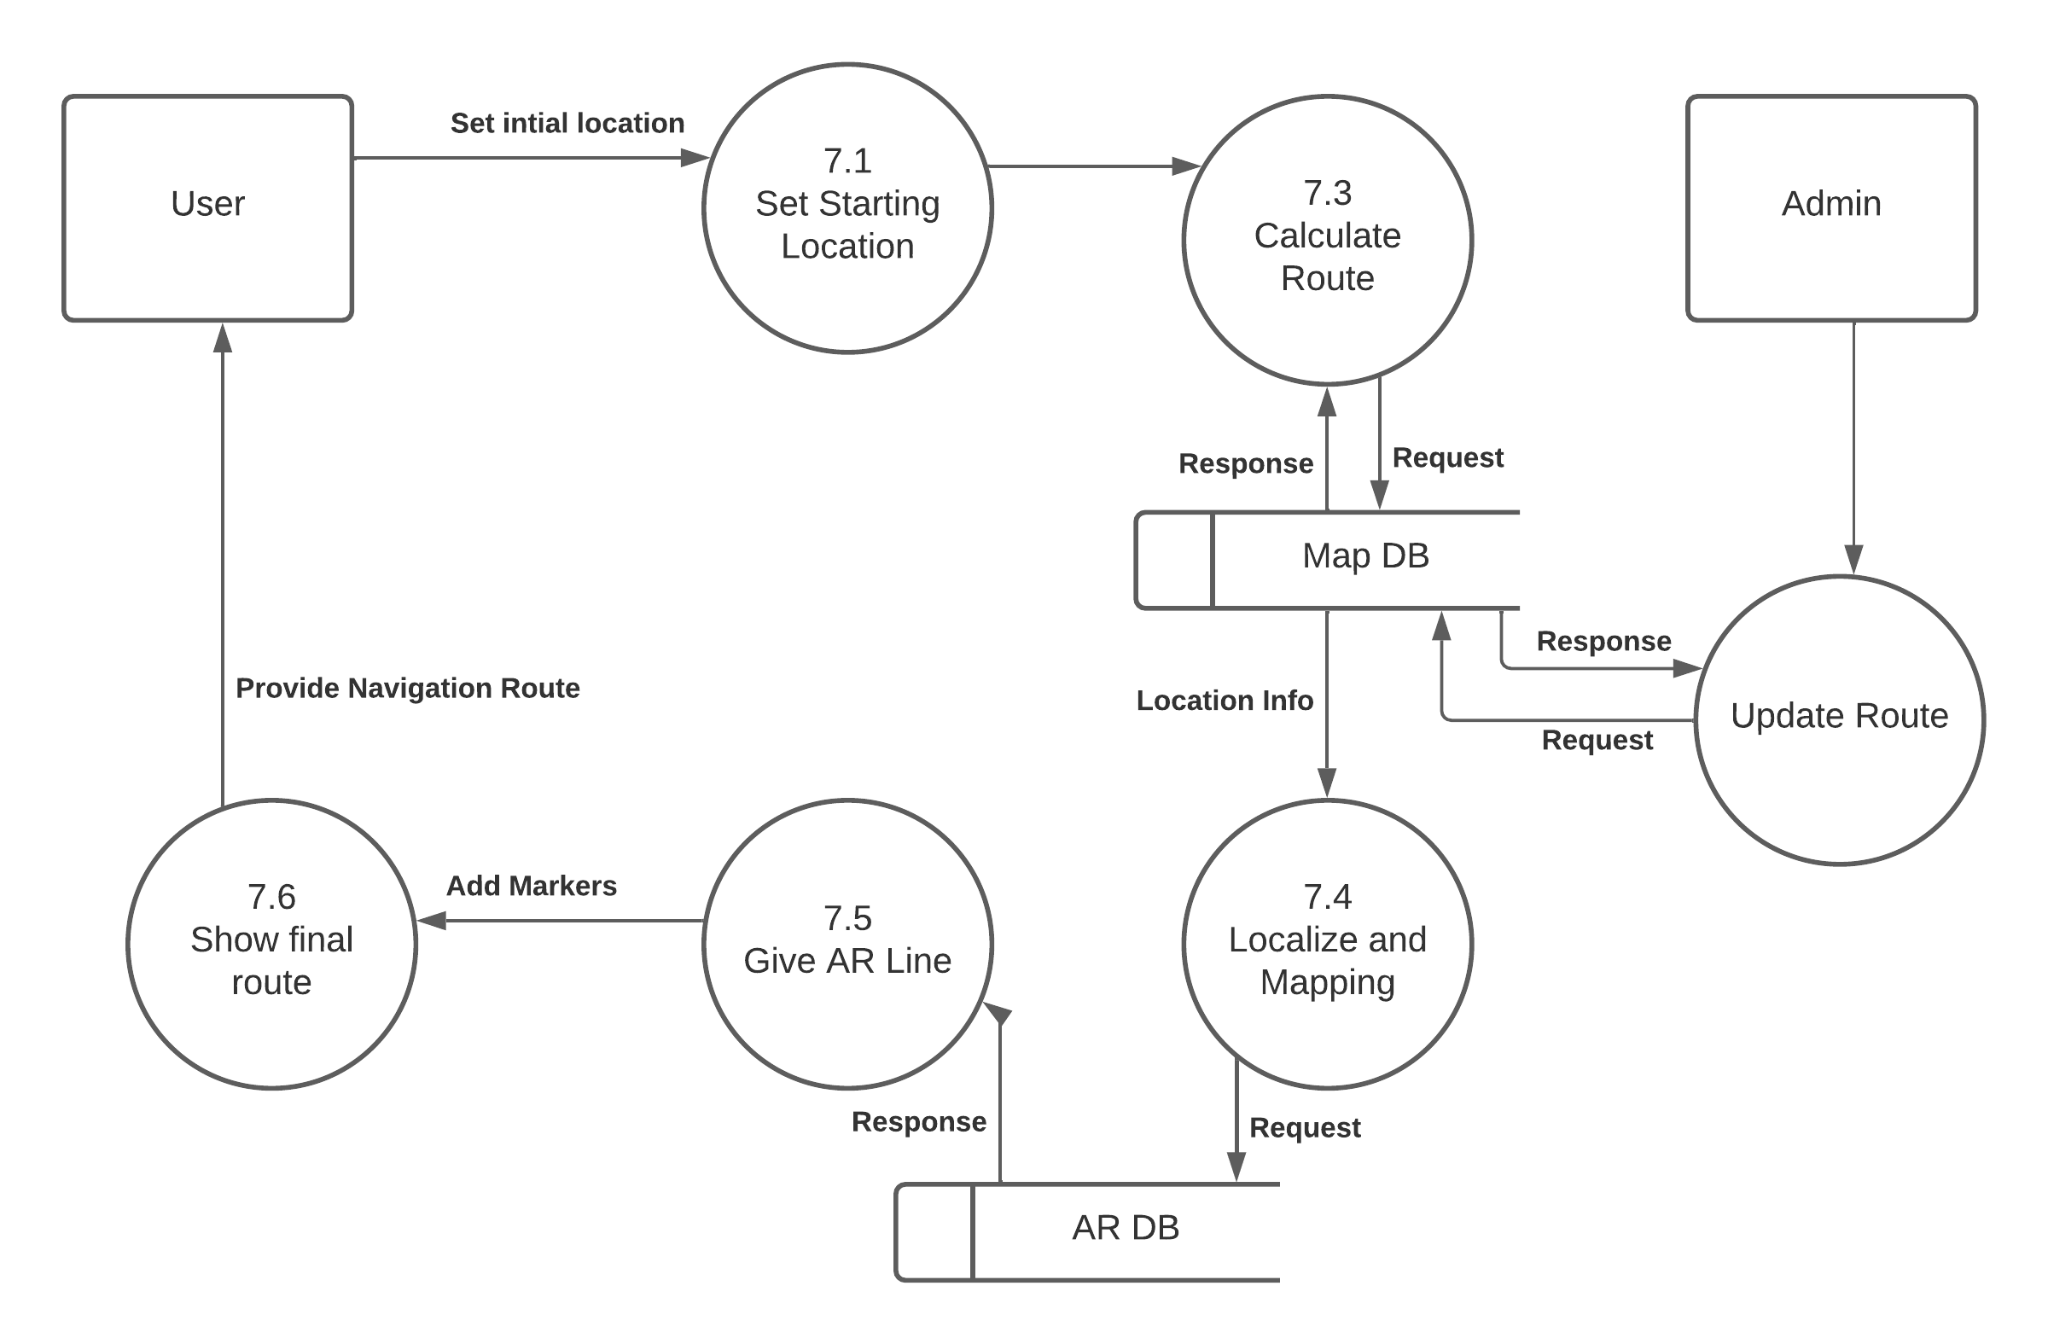 User
Set intial location
7.1
Set Starting
Location
7.3
Calculate
Route
Admin
Response
Request
Map DB
Response
Request
Update Route
Location Info
Provide Navigation Route
7.6
Show final
route
Add Markers
7.5
Give AR Line
7.4
Localize and
Mapping
Response
Request
AR DB